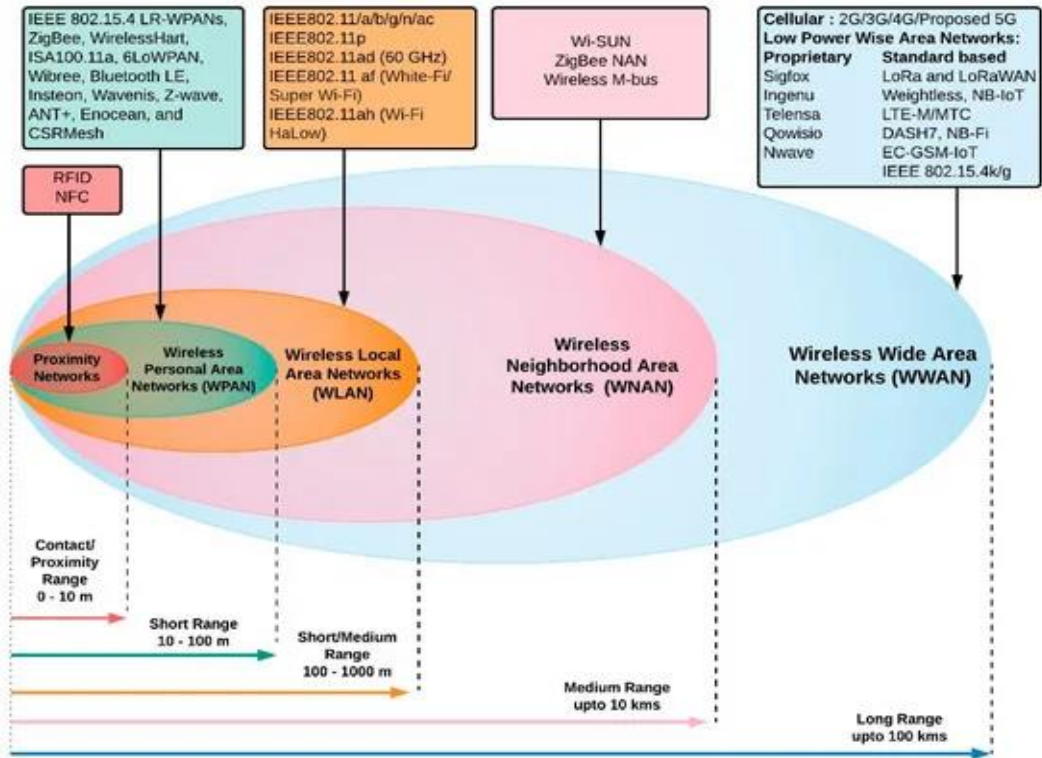 IEEE 802.15.4 LR-WPANs,
ZigBee, WirelessHart,
ISA100.11a, 6LoWPAN,
Wibree, Bluetooth LE,
Insteon, Wavenis, Z-wave,
ANT+, Enocean, and
CSRMesh
IEEE802.11/a/b/g/n/ac
IEEE802.11p
IEEE802.11ad (60 GHz)
IEEE802.11 af (White-Fi/
Super Wi-Fi)
IEEE802.11ah (Wi-Fi
HaLow)
Wi-SUN
ZigBee NAN
Wireless M-bus
Cellular : 2G/3G/4G/Proposed 5G
Low Power Wise Area Networks:
Proprietary Standard based
Sigfox LoRa and LoRaWAN
Ingenu Weightless, NB-IoT
Telensa LTE-M/MTC
Qowisio DASH7, NB-Fi
Nwave EC-GSM-IoT
IEEE 802.15.4k/g
RFID
NFC
Proximity
Networks
Wireless
Personal Area
Networks (WPAN)
Wireless Local
Area Networks
(WLAN)
Wireless
Neighborhood Area
Networks (WNAN)
Wireless Wide Area
Networks (WWAN)
Contact/
Proximity
Range
0 - 10 m
Short Range
10 - 100 m
Short/Medium
Range
100 - 1000 m
Medium Range
upto 10 kms
Long Range
upto 100 kms